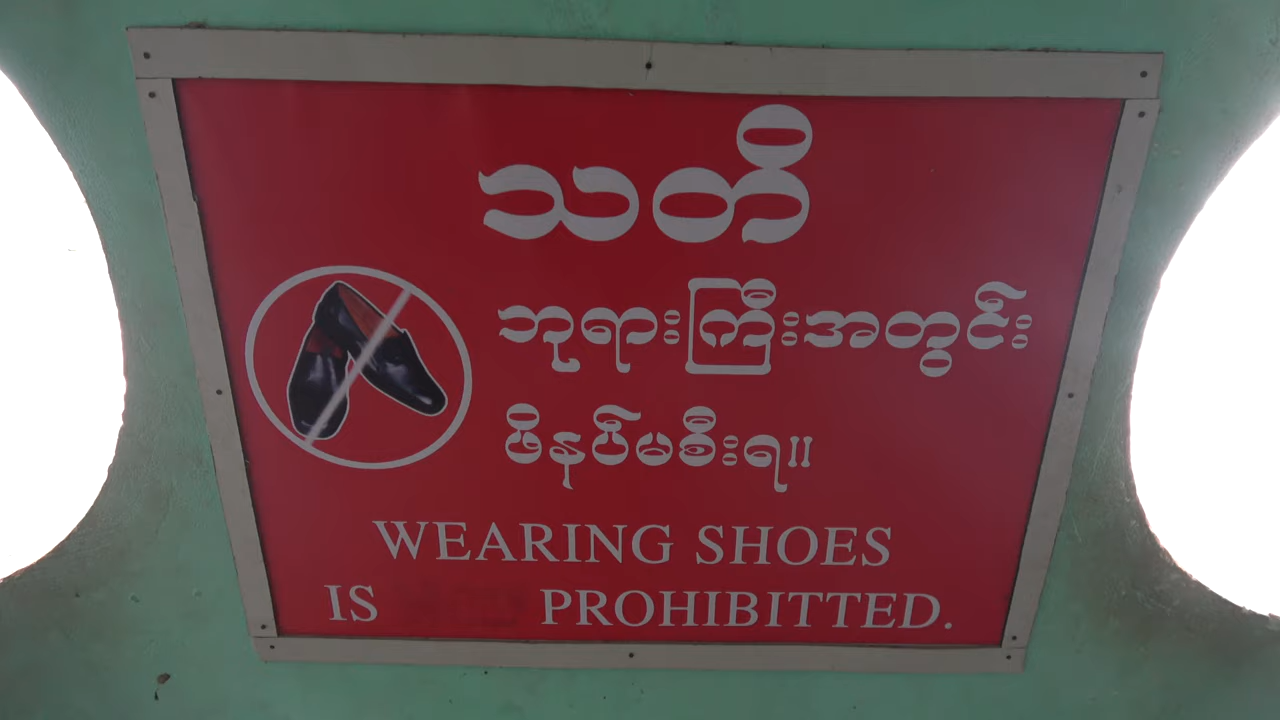 သတိ
ဘုရားကြီးအတွင်း
ဖိနပ်မစီးရ။
WEARING SHOES
IS PROHIBITTED.